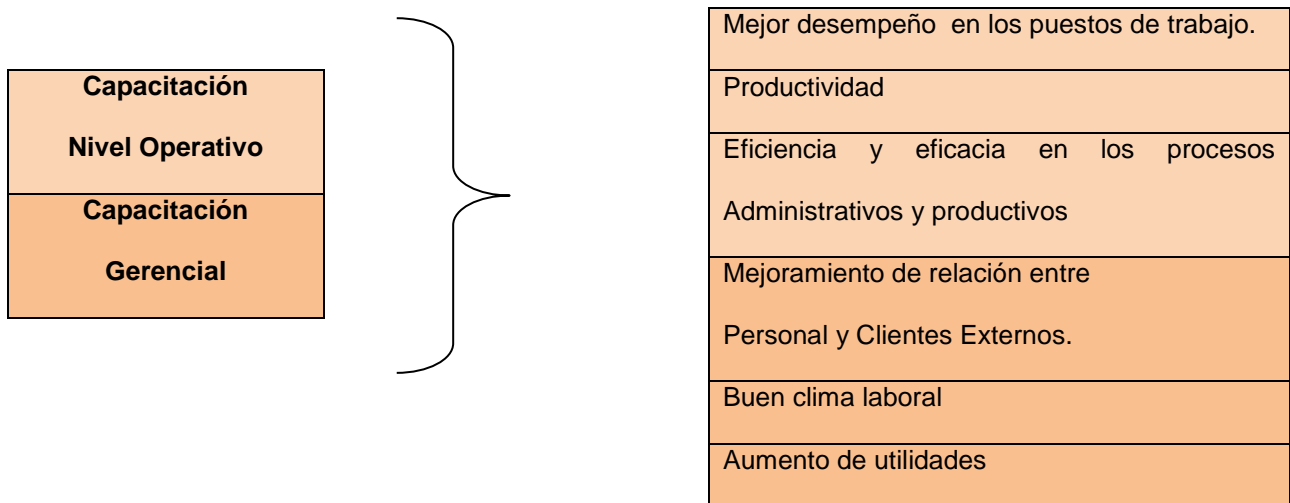 Capacitación
Nivel Operativo
Capacitación
Gerencial
Mejor desempeño en los puestos de trabajo.
Productividad
Eficiencia y eficacia en los procesos
Administrativos y productivos
Mejoramiento de relación entre
Personal y Clientes Externos.
Buen clima laboral
Aumento de utilidades